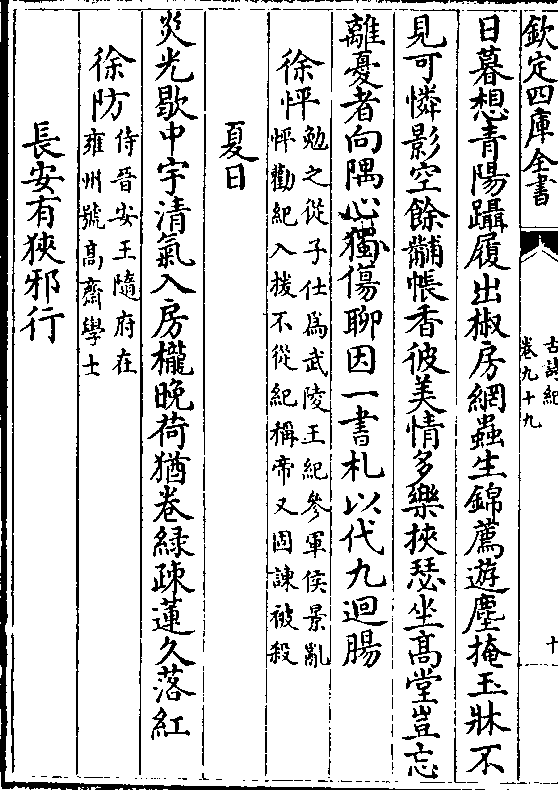 欽定四庫全書
古詩紀
卷九十九
十
日暮想青陽躡履出椒房網蟲生錦薦遊塵掩玉牀不
見可憐影空餘黼帳香彼美情多樂挾瑟坐高堂豈忘
離憂者向隅心獨傷聊因一書札以代九迴腸
徐怦
勉之從子仕爲武陵王紀參軍侯景亂
怦勸紀入援不從紀稱帝又固諫被殺
夏日
炎光歇中宇清氣入房櫳晚荷猶卷緑疎蓮久落紅
徐防
侍晉安王隨府在
雍州號髙齋學士
長安有狹邪行